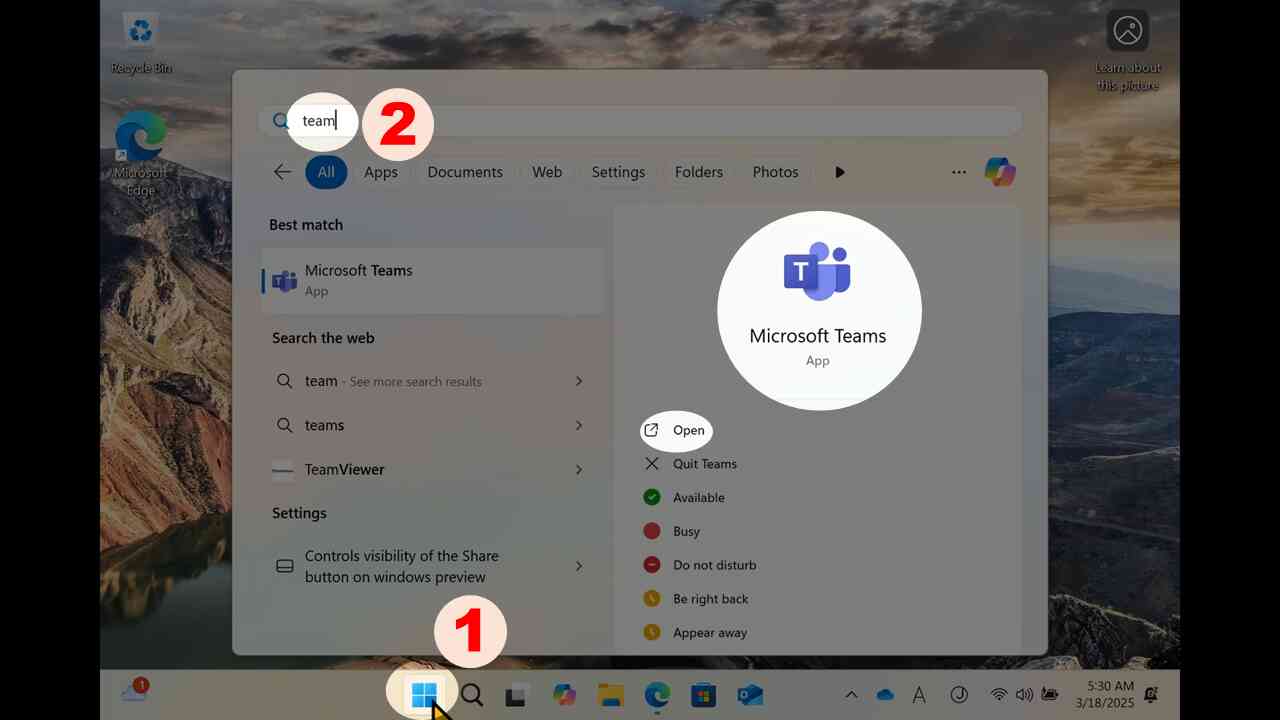 Recycle Bin
Learn about
this picture
Microsoft
Edge
team
2
All
Apps
Documents
Web
Settings
Folders
Photos
Best match
Microsoft Teams
App
Search the web
team - See more search results
teams
TeamViewer
Settings
Controls visibility of the Share
button on windows preview
T
Microsoft Teams
App
Open
Quit Teams
Available
Busy
Do not disturb
Be right back
Appear away
1
1
A
5:30 AM
3/18/2025